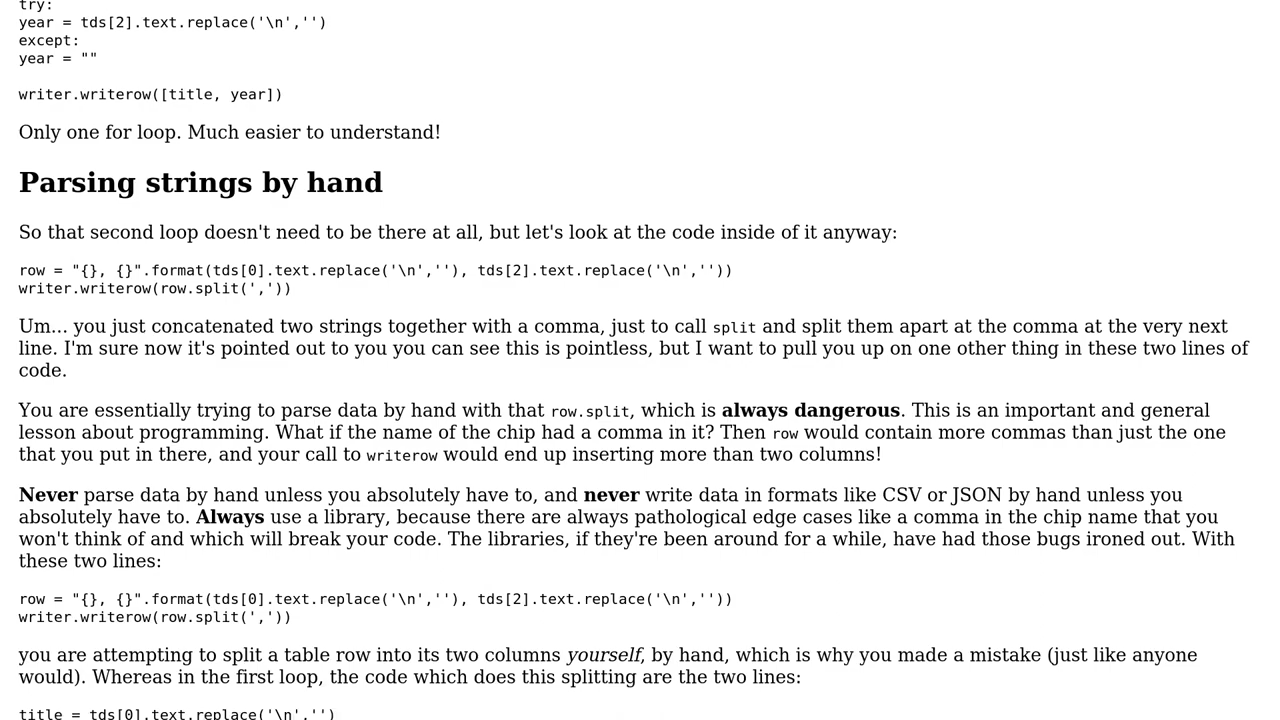 try:
year = tds[2].text.replace('\n','')
except:
year = ""
writer.writerow([title, year])
Only one for loop. Much easier to understand!
Parsing strings by hand
So that second loop doesn't need to be there at all, but let's look at the code inside of it anyway:
row = "{}, {}".format(tds[0].text.replace('\n',''), tds[2].text.replace('\n',''))
writer.writerow(row.split(','))
Um... you just concatenated two strings together with a comma, just to call split and split them apart at the comma at the very next
line. I'm sure now it's pointed out to you you can see this is pointless, but I want to pull you up on one other thing in these two lines of
code.
You are essentially trying to parse data by hand with that row.split, which is always dangerous. This is an important and general
lesson about programming. What if the name of the chip had a comma in it? Then row would contain more commas than just the one
that you put in there, and your call to writerow would end up inserting more than two columns!
Never parse data by hand unless you absolutely have to, and never write data in formats like CSV or JSON by hand unless you
absolutely have to. Always use a library, because there are always pathological edge cases like a comma in the chip name that you
won't think of and which will break your code. The libraries, if they're been around for a while, have had those bugs ironed out. With
these two lines:
row = "{}, {}".format(tds[0].text.replace('\n',''), tds[2].text.replace('\n',''))
writer.writerow(row.split(','))
you are attempting to split a table row into its two columns yourself, by hand, which is why you made a mistake (just like anyone
would). Whereas in the first loop, the code which does this splitting are the two lines:
title = tds[0].text.replace('\n','')